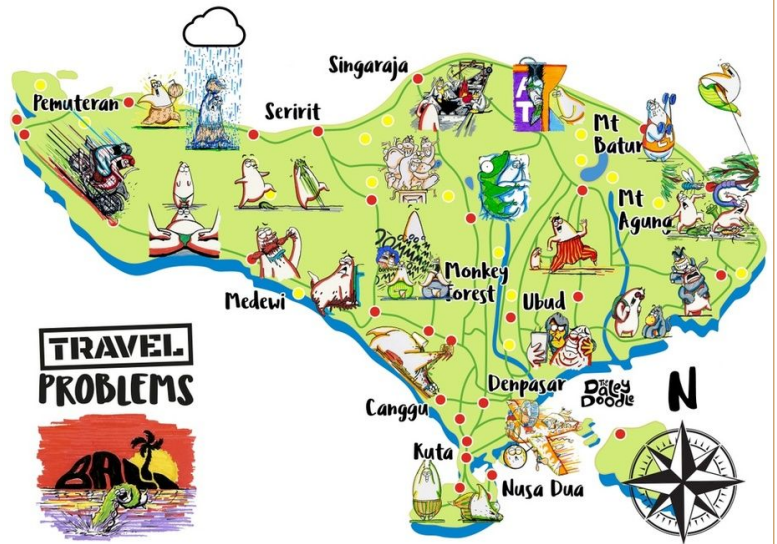 Singaraja
Pemuteran
Seririt
A
T
Mt
Batur
Mt
Agung
Monkey
Forest
Medewi
Ubud
TRAVEL
PROBLEMS
BALI
Denpasar
THE
Daley
Doodle
N
Canggu
Kuta
Nusa Dua